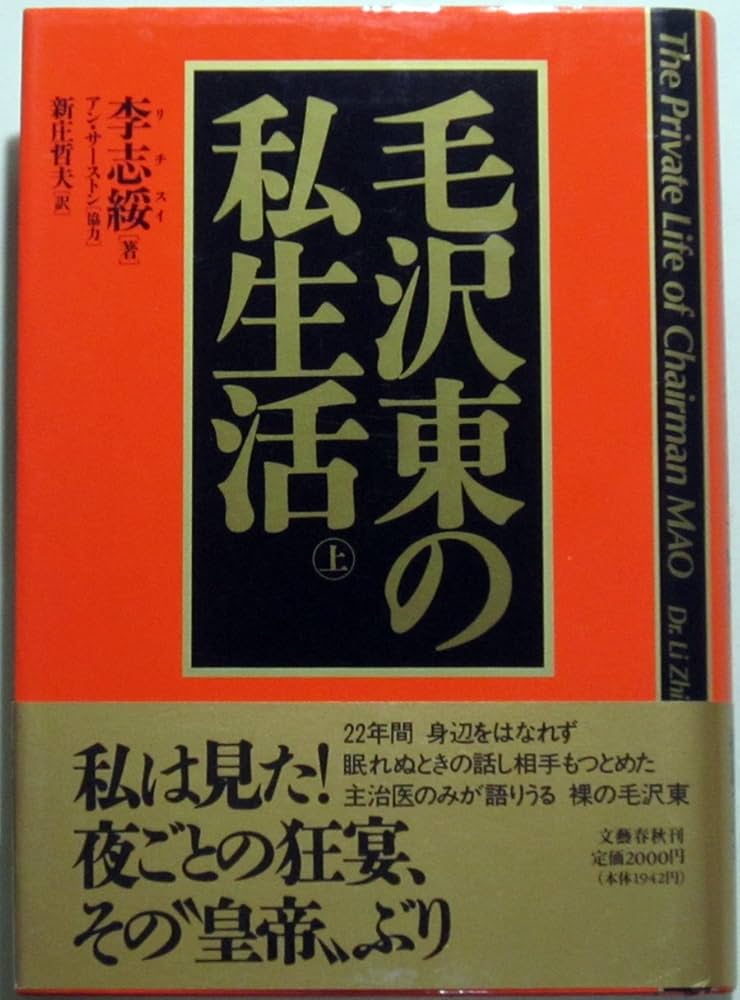 The Private Life of Chairman MAO Dr. Li Zhi
毛沢東の
私生活
上
リチスイ
李志綏[著]
アン・サーストン[協力]
新庄哲夫[訳]
22年間 身辺をはなれず
眠れぬときの話し相手もつとめた
主治医のみが語りうる 裸の毛沢東
私は見た!
夜ごとの狂宴、
その〝皇帝〟ぶり
文藝春秋刊
定価2000円
(本体1942円)